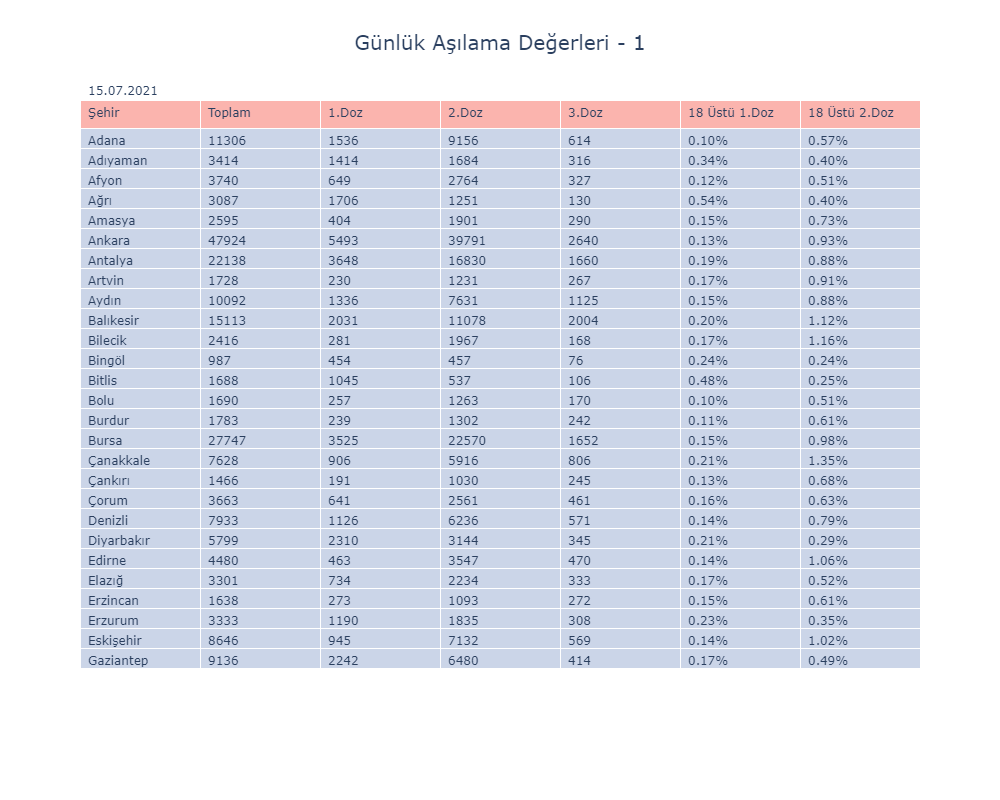 Günlük Aşılama Değerleri - 1
15.07.2021
Şehir Toplam 1.Doz 2.Doz 3.Doz 18 Üstü 1.Doz 18 Üstü 2.Doz
Adana 11306 1536 9156 614 0.10% 0.57%
Adıyaman 3414 1414 1684 316 0.34% 0.40%
Afyon 3740 649 2764 327 0.12% 0.51%
Ağrı 3087 1706 1251 130 0.54% 0.40%
Amasya 2595 404 1901 290 0.15% 0.73%
Ankara 47924 5493 39791 2640 0.13% 0.93%
Antalya 22138 3648 16830 1660 0.19% 0.88%
Artvin 1728 230 1231 267 0.17% 0.91%
Aydın 10092 1336 7631 1125 0.15% 0.88%
Balıkesir 15113 2031 11078 2004 0.20% 1.12%
Bilecik 2416 281 1967 168 0.17% 1.16%
Bingöl 987 454 457 76 0.24% 0.24%
Bitlis 1688 1045 537 106 0.48% 0.25%
Bolu 1690 257 1263 170 0.10% 0.51%
Burdur 1783 239 1302 242 0.11% 0.61%
Bursa 27747 3525 22570 1652 0.15% 0.98%
Çanakkale 7628 906 5916 806 0.21% 1.35%
Çankırı 1466 191 1030 245 0.13% 0.68%
Çorum 3663 641 2561 461 0.16% 0.63%
Denizli 7933 1126 6236 571 0.14% 0.79%
Diyarbakır 5799 2310 3144 345 0.21% 0.29%
Edirne 4480 463 3547 470 0.14% 1.06%
Elazığ 3301 734 2234 333 0.17% 0.52%
Erzincan 1638 273 1093 272 0.15% 0.61%
Erzurum 3333 1190 1835 308 0.23% 0.35%
Eskişehir 8646 945 7132 569 0.14% 1.02%
Gaziantep 9136 2242 6480 414 0.17% 0.49%